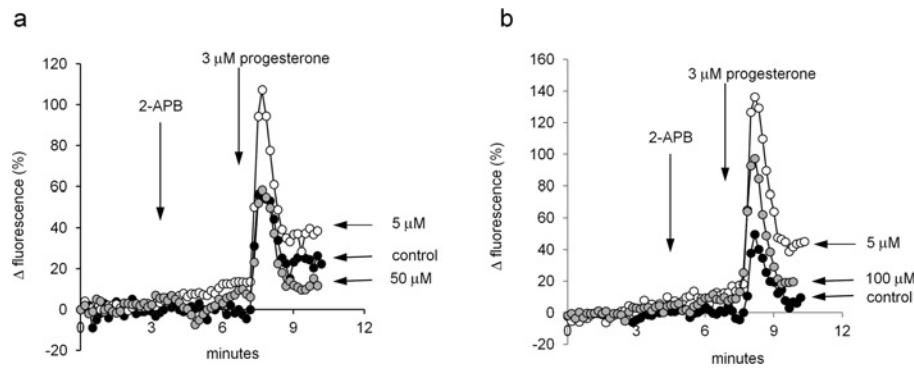 a
3 μM progesterone
2-APB
Δ fluorescence (%)
120
100
80
60
40
20
0
-20
0
3
6
9
12
minutes
5 μM
control
50 μM
b
3 μM progesterone
2-APB
Δ fluorescence (%)
160
140
120
100
80
60
40
20
0
-20
0
3
6
9
12
minutes
5 μM
100 μM
control